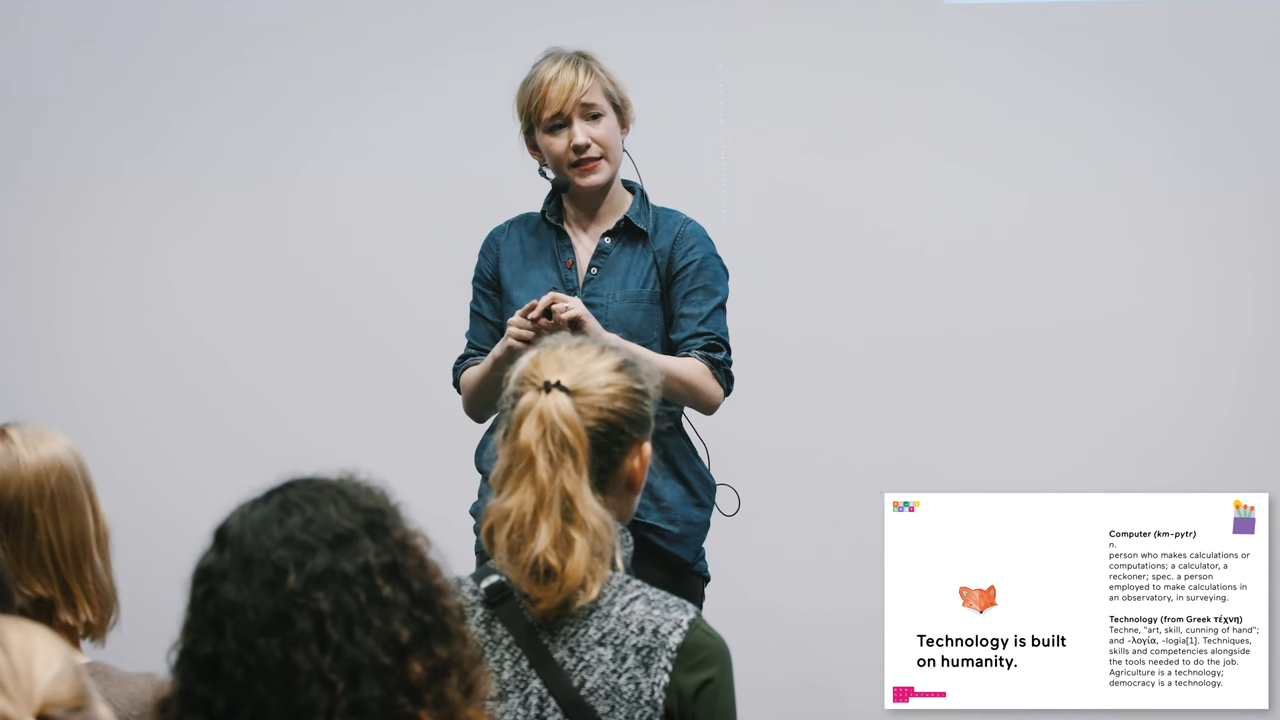 Technology is built
on humanity.
Computer (km-pytr)
n.
person who makes calculations or
computations; a calculator, a
reckoner; spec. a person
employed to make calculations in
an observatory, in surveying.
Technology (from Greek τέχνη)
Techne, "art, skill, cunning of hand";
and -λογία, -logia[1]. Techniques,
skills and competencies alongside
the tools needed to do the job.
Agriculture is a technology;
democracy is a technology.